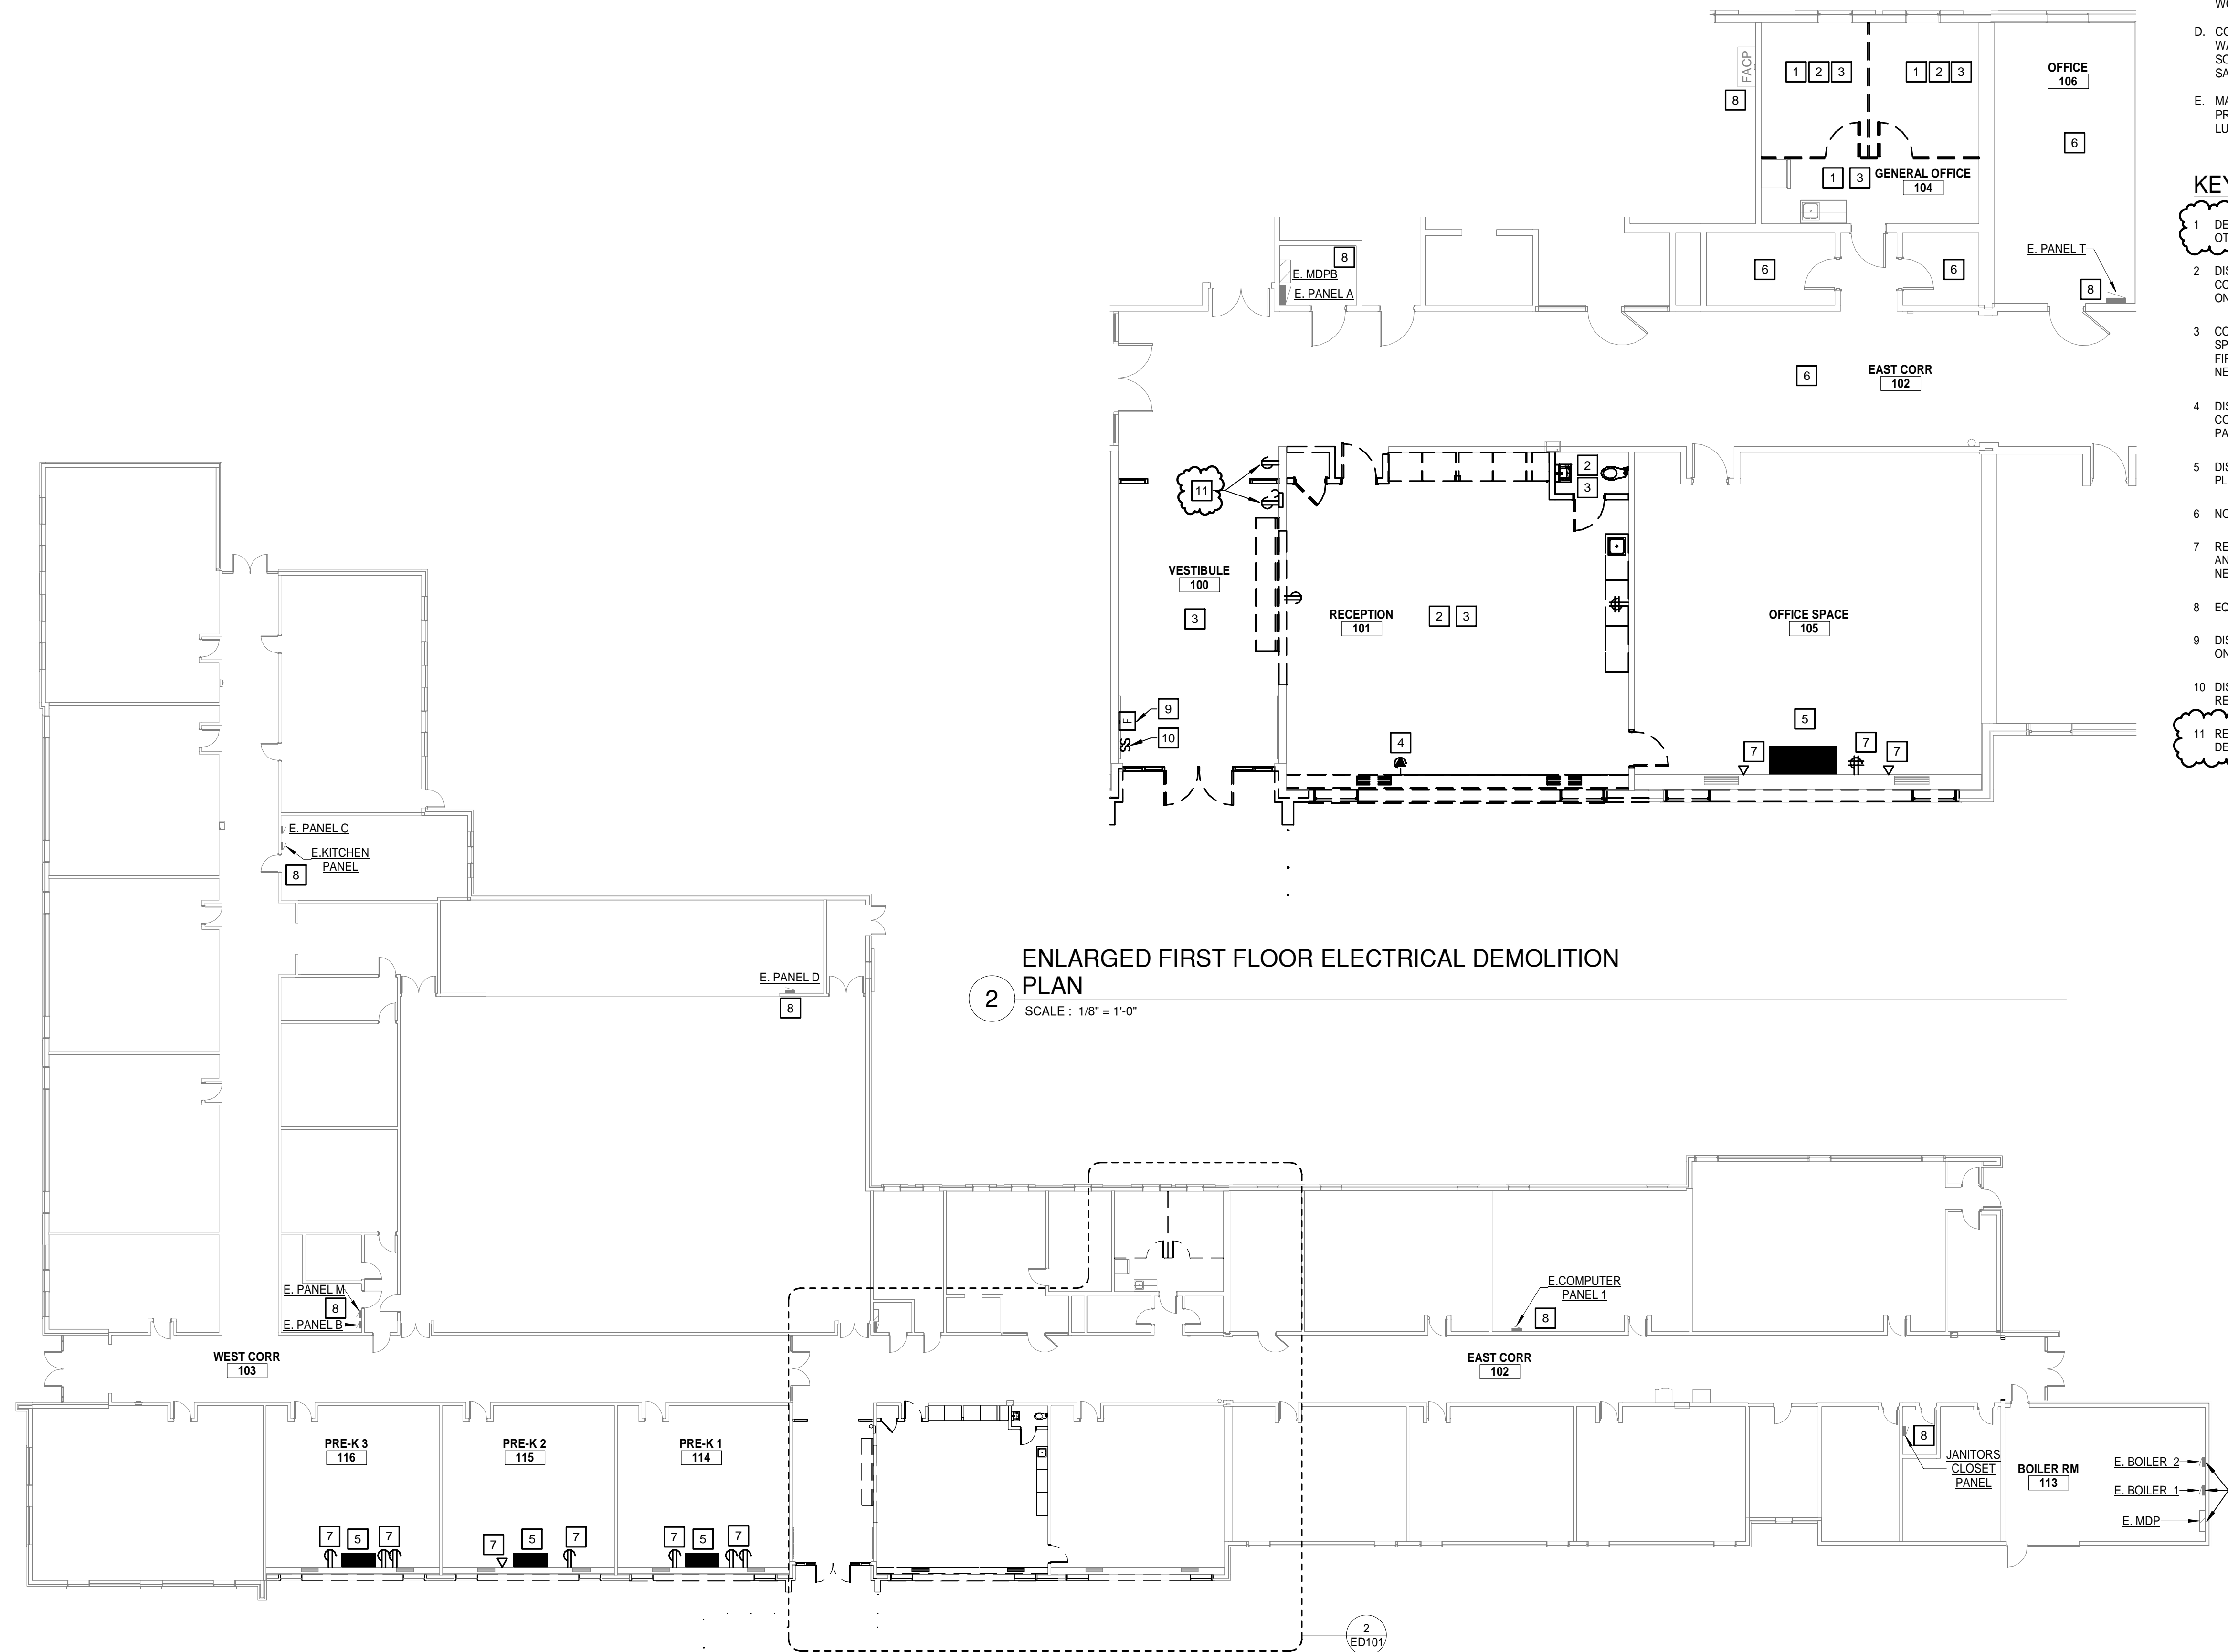 WO
D. CO
WA
SO
SA
E. MA
PR
LU
KEY
1 DE
OT
2 DIS
CO
ON
3 CO
SP
FIR
NE
4 DIS
CO
PA
5 DIS
PL
6 NO
7 RE
AN
NE
8 EQ
9 DIS
ON
10 DIS
RE
11 RE
DE
FACP
8
1 2 3
1 2 3
OFFICE
106
6
1 3
GENERAL OFFICE
104
E. PANEL T
8
8
E. MDPB
E. PANEL A
6
6
6
EAST CORR
102
11
2
3
VESTIBULE
100
3
RECEPTION
101
2 3
OFFICE SPACE
105
F
9
10
4
5
7
7
7
2
ENLARGED FIRST FLOOR ELECTRICAL DEMOLITION
PLAN
SCALE : 1/8" = 1'-0"
E. PANEL C
E.KITCHEN
PANEL
8
E. PANEL D
8
E. PANEL M
8
E. PANEL B
WEST CORR
103
E.COMPUTER
PANEL 1
8
EAST CORR
102
PRE-K 3
116
PRE-K 2
115
PRE-K 1
114
7 5 7
7 5 7
7 5 7
8
JANITORS
CLOSET
PANEL
BOILER RM
113
E. BOILER 2
E. BOILER 1
E. MDP
2
ED101